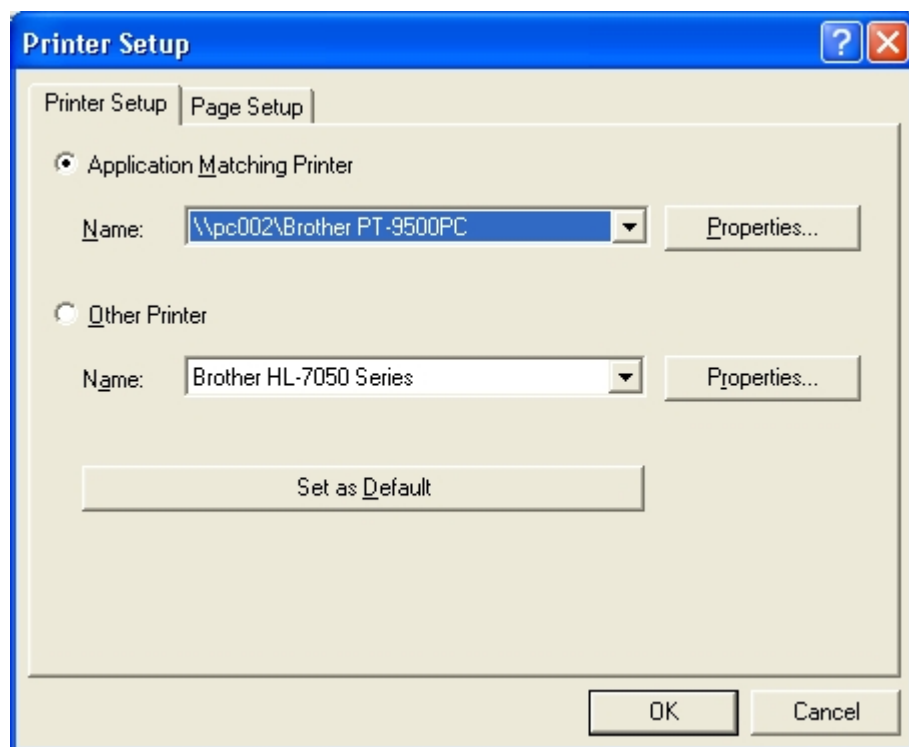 Printer Setup
Printer Setup Page Setup
Application Matching Printer
Name: \\pc002\Brother PT-9500PC Properties...
Other Printer
Name: Brother HL-7050 Series Properties...
Set as Default
OK Cancel